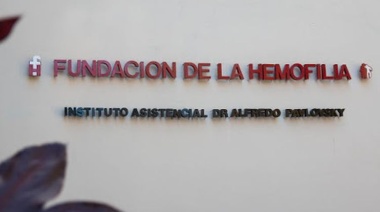 FUNDACION DE LA HEMOFILIA
INSTITUTO ASISTENCIAL DR ALFREDO PAVLOVSKY